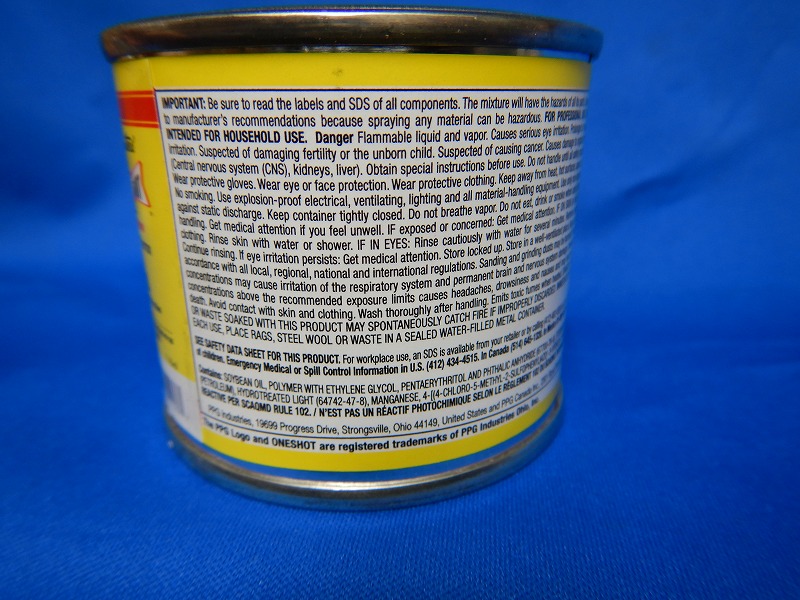 IMPORTANT: Be sure to read the labels and SDS of all components. The mixture will have the hazards of
to manufacturer's recommendations because spraying any material can be hazardous. FOR PROFESSIONAL
INTENDED FOR HOUSEHOLD USE. Danger Flammable liquid and vapor. Causes serious eye irritation.
irritation. Suspected of damaging fertility or the unborn child. Suspected of causing cancer. Causes damage
(Central nervous system (CNS), kidneys, liver). Obtain special instructions before use. Do not handle until
Wear protective gloves. Wear eye or face protection. Wear protective clothing. Keep away from heat,
No smoking. Use explosion-proof electrical, ventilating, lighting and all material-handling equipment. Use only
against static discharge. Keep container tightly closed. Do not breathe vapor. Do not eat, drink or smoke
handling. Get medical attention if you feel unwell. IF exposed or concerned: Get medical attention.
clothing. Rinse skin with water or shower. IF IN EYES: Rinse cautiously with water for several minutes.
Continue rinsing. If eye irritation persists: Get medical attention. Store locked up. Store in a well-ventilated
accordance with all local, regional, national and international regulations. Sanding and grinding dusts may be
concentrations may cause irritation of the respiratory system and permanent brain and nervous system
concentrations above the recommended exposure limits causes headaches, drowsiness and nausea and
death. Avoid contact with skin and clothing. Wash thoroughly after handling. Emits toxic fumes when
OR WASTE SOAKED WITH THIS PRODUCT MAY SPONTANEOUSLY CATCH FIRE IF IMPROPERLY DISCARDED
EACH USE, PLACE RAGS, STEEL WOOL OR WASTE IN A SEALED WATER-FILLED METAL CONTAINER.
SEE SAFETY DATA SHEET FOR THIS PRODUCT. For workplace use, an SDS is available from your retailer or by calling
of children. Emergency Medical or Spill Control Information in U.S. (412) 434-4515. In Canada (514) 645-1320.
Contains: SOYBEAN OIL, POLYMER WITH ETHYLENE GLYCOL, PENTAERYTHRITOL AND PHTHALIC ANHYDRIDE
PETROLEUM), HYDROTREATED LIGHT (64742-47-8), MANGANESE, 4-[(4-CHLORO-5-METHYL-2-SULFOPHENYL)
REACTIVE PER SCAQMD RULE 102. / N'EST PAS UN RÉACTIF PHOTOCHIMIQUE SELON LE RÈGLEMENT 102
PPG Industries, 19699 Progress Drive, Strongsville, Ohio 44149, United States and PPG Canada
The PPG Logo and ONESHOT are registered trademarks of PPG Industries Ohio, Inc.